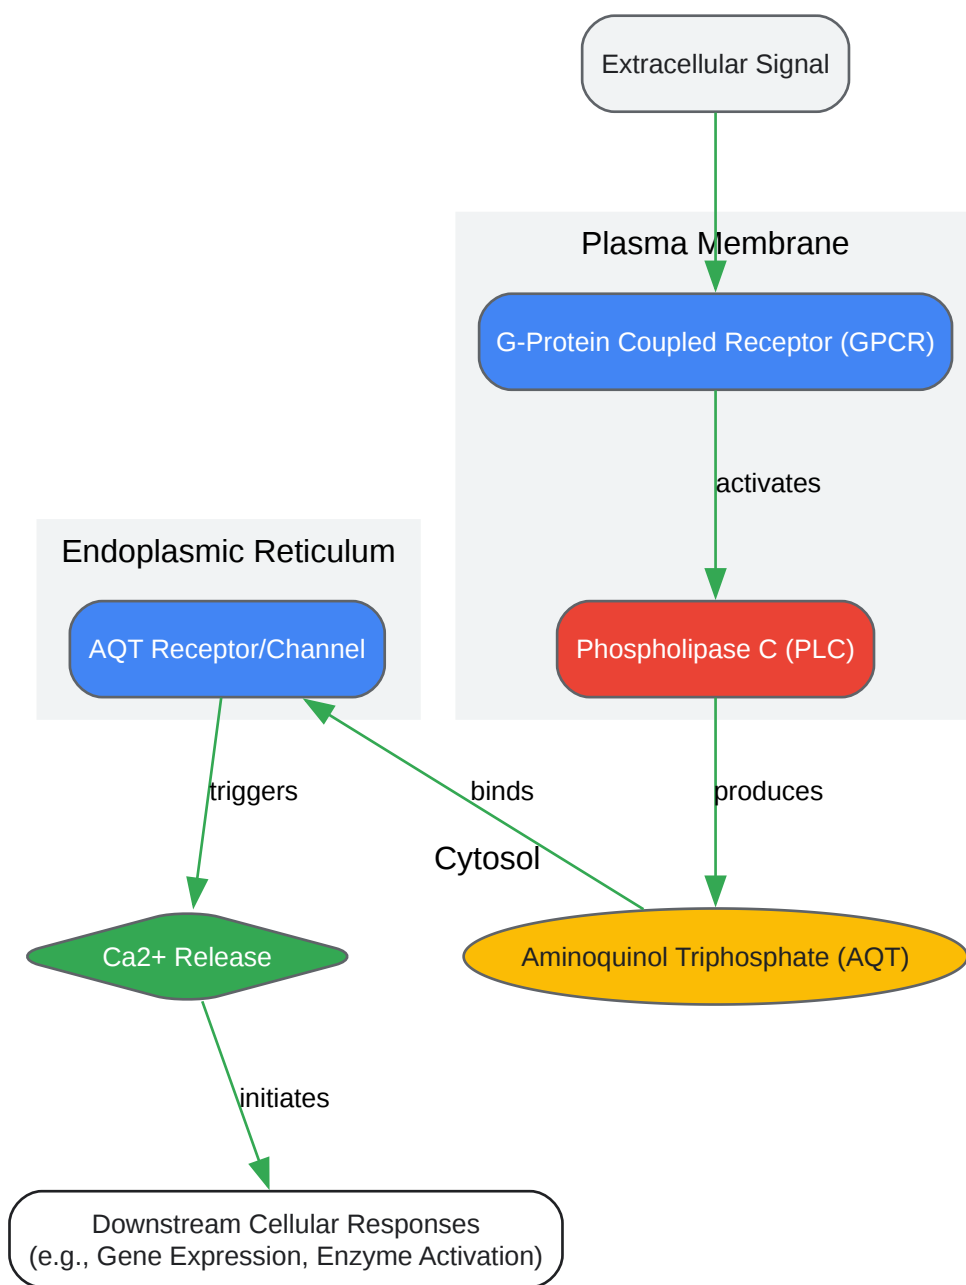 Extracellular Signal
Plasma Membrane
G-Protein Coupled Receptor (GPCR)
activates
Endoplasmic Reticulum
AQT Receptor/Channel
Phospholipase C (PLC)
triggers
binds
produces
Cytosol
Ca2+ Release
Aminoquinol Triphosphate (AQT)
initiates
Downstream Cellular Responses
(e.g., Gene Expression, Enzyme Activation)